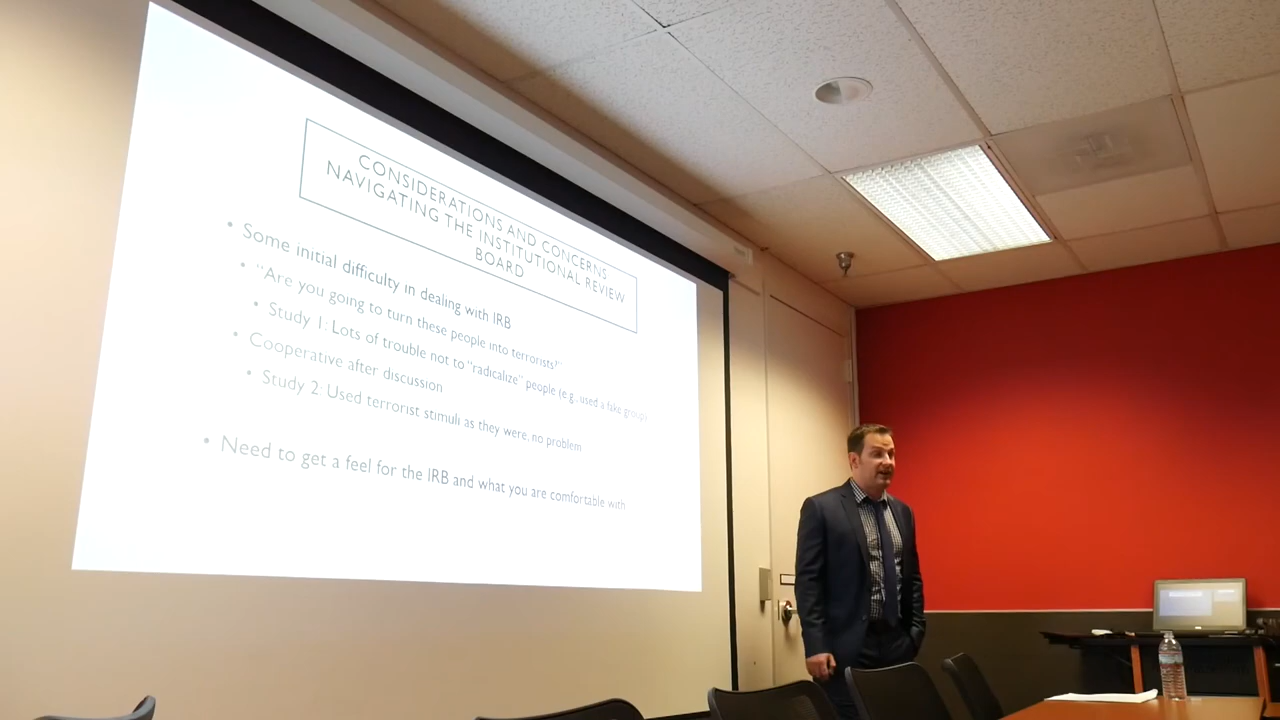 CONSIDERATIONS AND CONCERNS
NAVIGATING THE INSTITUTIONAL REVIEW
BOARD
• Some initial difficulty in dealing with IRB
• "Are you going to turn these people into terrorists?"
• Study 1: Lots of trouble not to "radicalize" people (e.g., used a fake group)
• Cooperative after discussion
• Study 2: Used terrorist stimuli as they were, no problem
• Need to get a feel for the IRB and what you are comfortable with